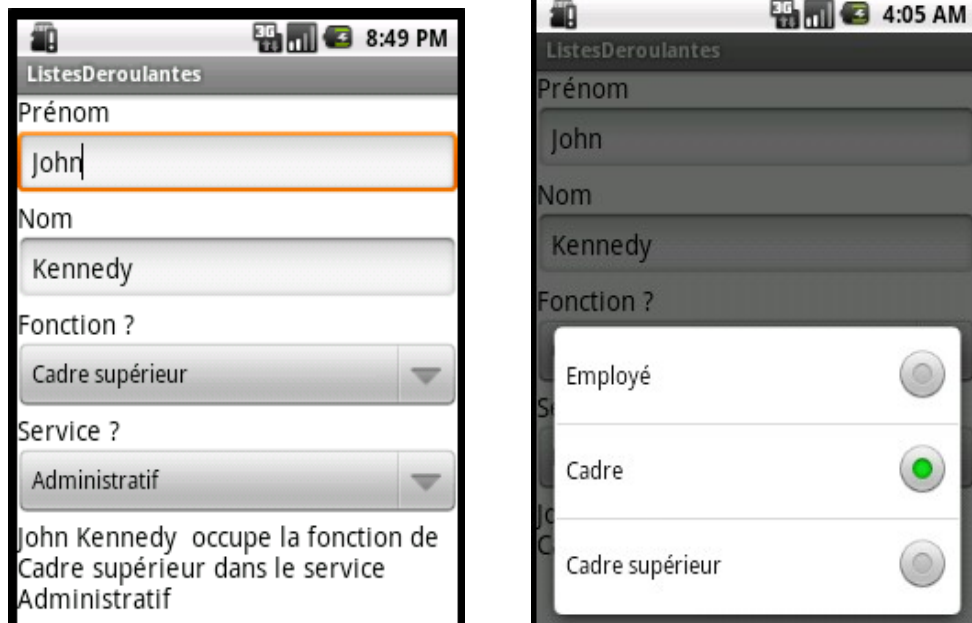 3G 8:49 PM
ListesDeroulantes
Prénom
John
Nom
Kennedy
Fonction ?
Cadre supérieur
Service ?
Administratif
John Kennedy occupe la fonction de
Cadre supérieur dans le service
Administratif
3G 4:05 AM
ListesDeroulantes
Prénom
John
Nom
Kennedy
Fonction ?
Employé
Cadre
Cadre supérieur